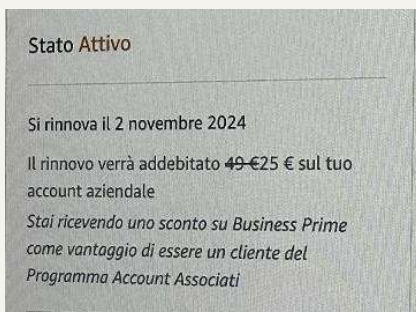 Stato Attivo
Si rinnova il 2 novembre 2024
Il rinnovo verrà addebitato 49 €25 € sul tuo
account aziendale
Stai ricevendo uno sconto su Business Prime
come vantaggio di essere un cliente del
Programma Account Associati